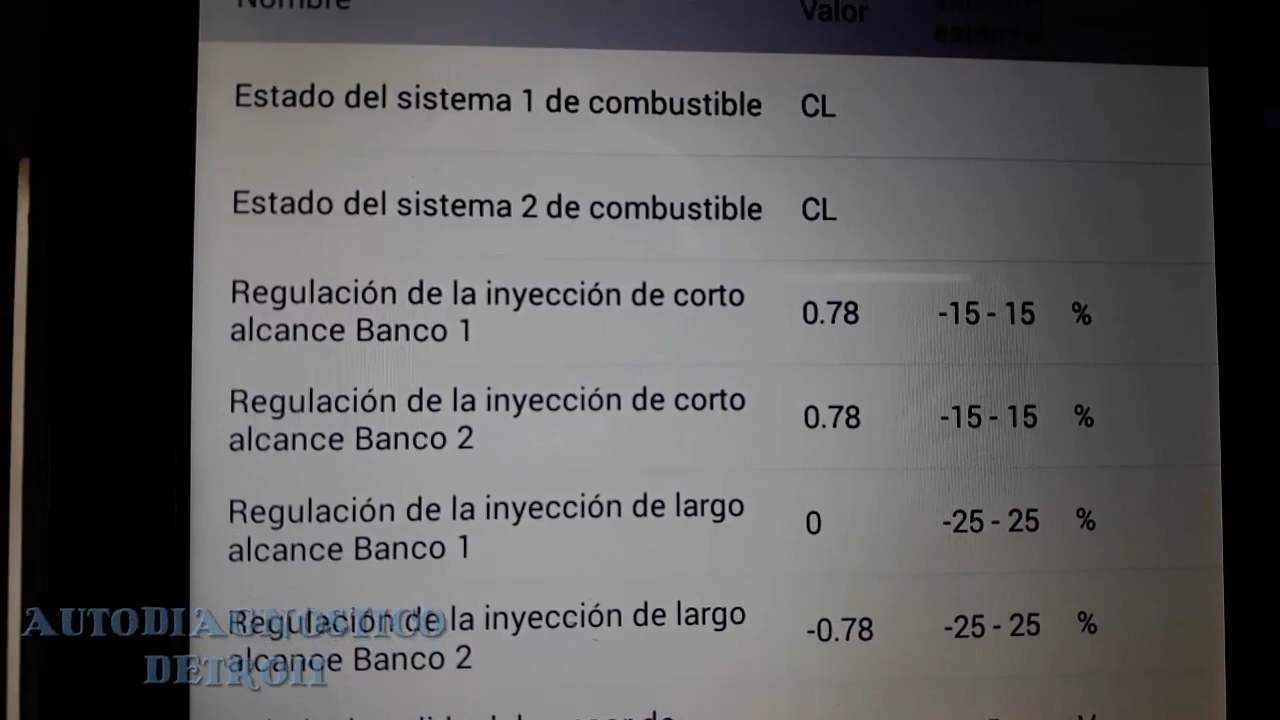 Nombre Valor
Estado del sistema 1 de combustible CL
Estado del sistema 2 de combustible CL
Regulación de la inyección de corto
alcance Banco 1 0.78 -15 - 15 %
Regulación de la inyección de corto
alcance Banco 2 0.78 -15 - 15 %
Regulación de la inyección de largo
alcance Banco 1 0 -25 - 25 %
Regulación de la inyección de largo
alcance Banco 2 -0.78 -25 - 25 %
AUTODIAGNOSTICO
DETROIT